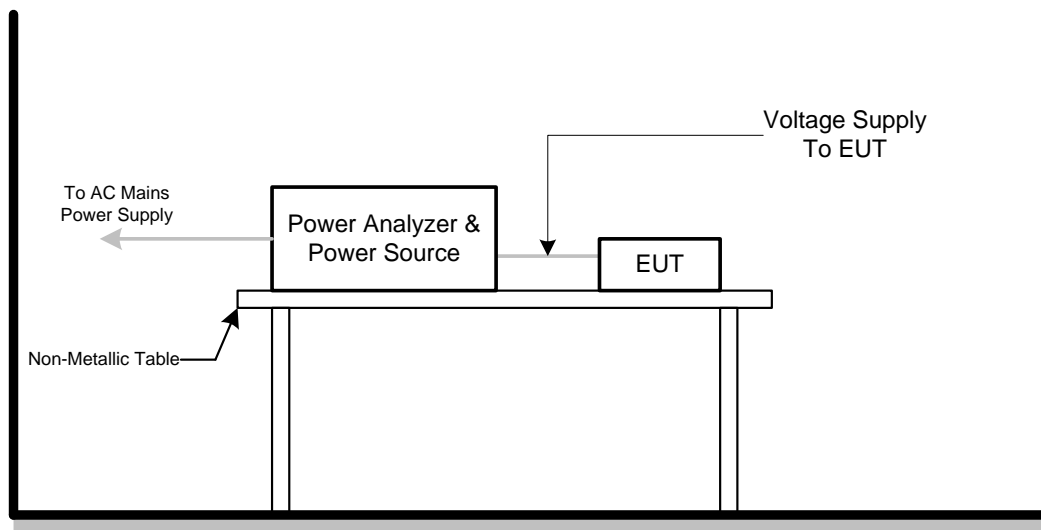 Voltage Supply
To EUT
To AC Mains
Power Supply
Power Analyzer &
Power Source
EUT
Non-Metallic Table